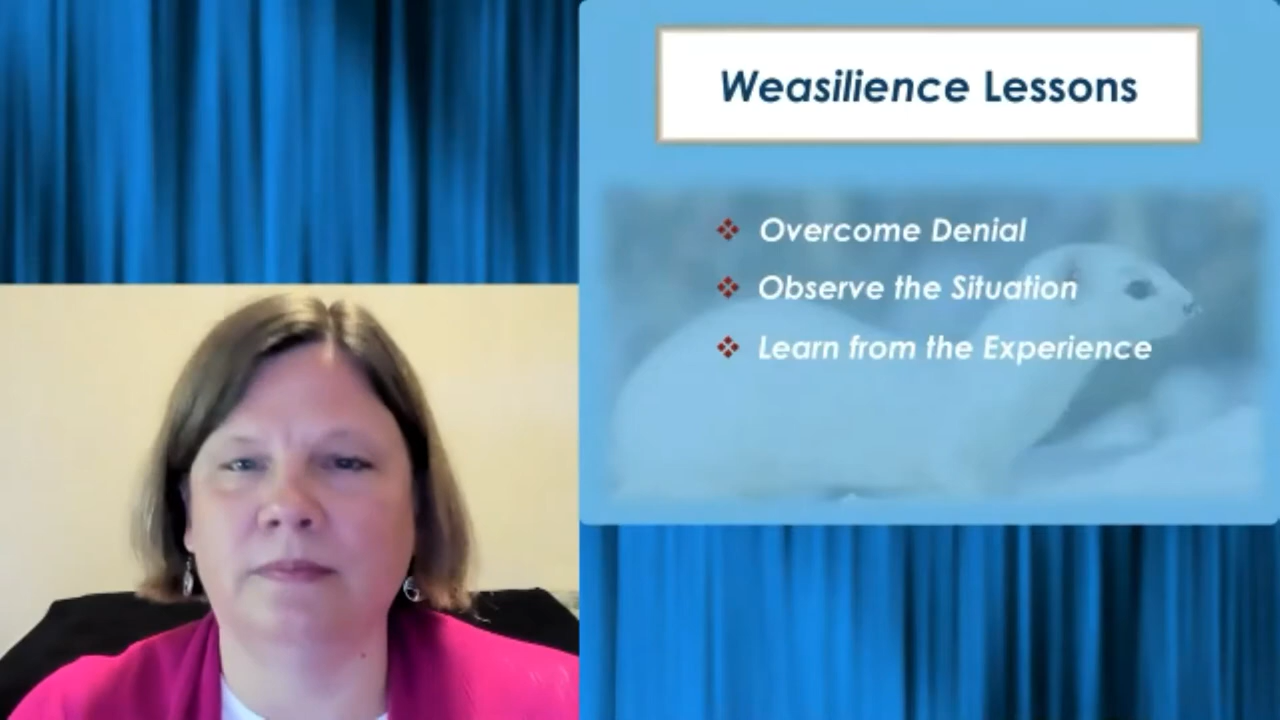 Weasilience Lessons
Overcome Denial
Observe the Situation
Learn from the Experience